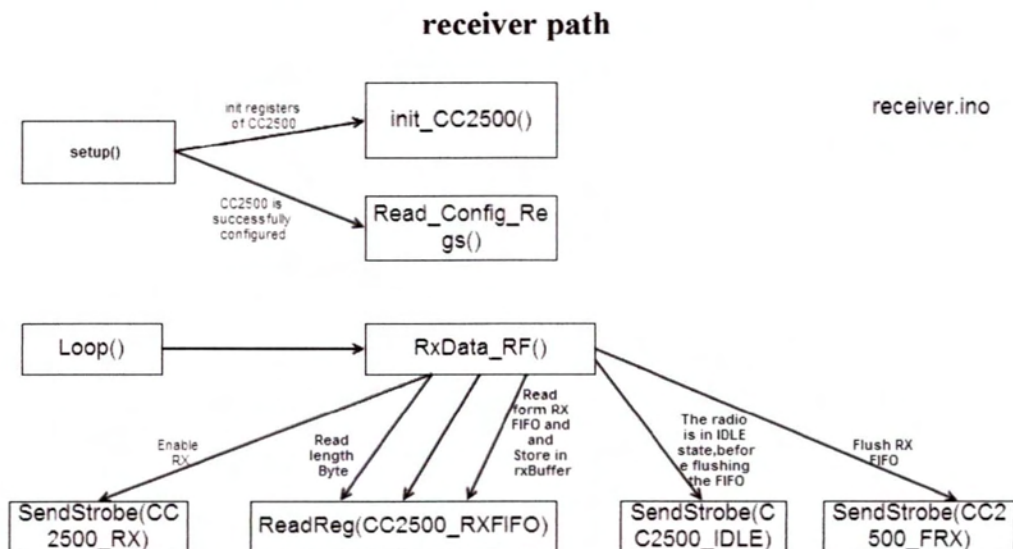 receiver path
init registers
of CC2500
init_CC2500()
receiver.ino
setup()
CC2500 is
successfully
configured
Read_Config_Re
gs()
Loop()
RxData_RF()
Enable
RX
Read
length
Byte
Read
form RX
FIFO and
and
Store in
rxBuffer
The radio
is in IDLE
state,befor
e flushing
the FIFO
Flush RX
FIFO
SendStrobe(CC
2500_RX)
ReadReg(CC2500_RXFIFO)
SendStrobe(C
C2500_IDLE)
SendStrobe(CC2
500_FRX)